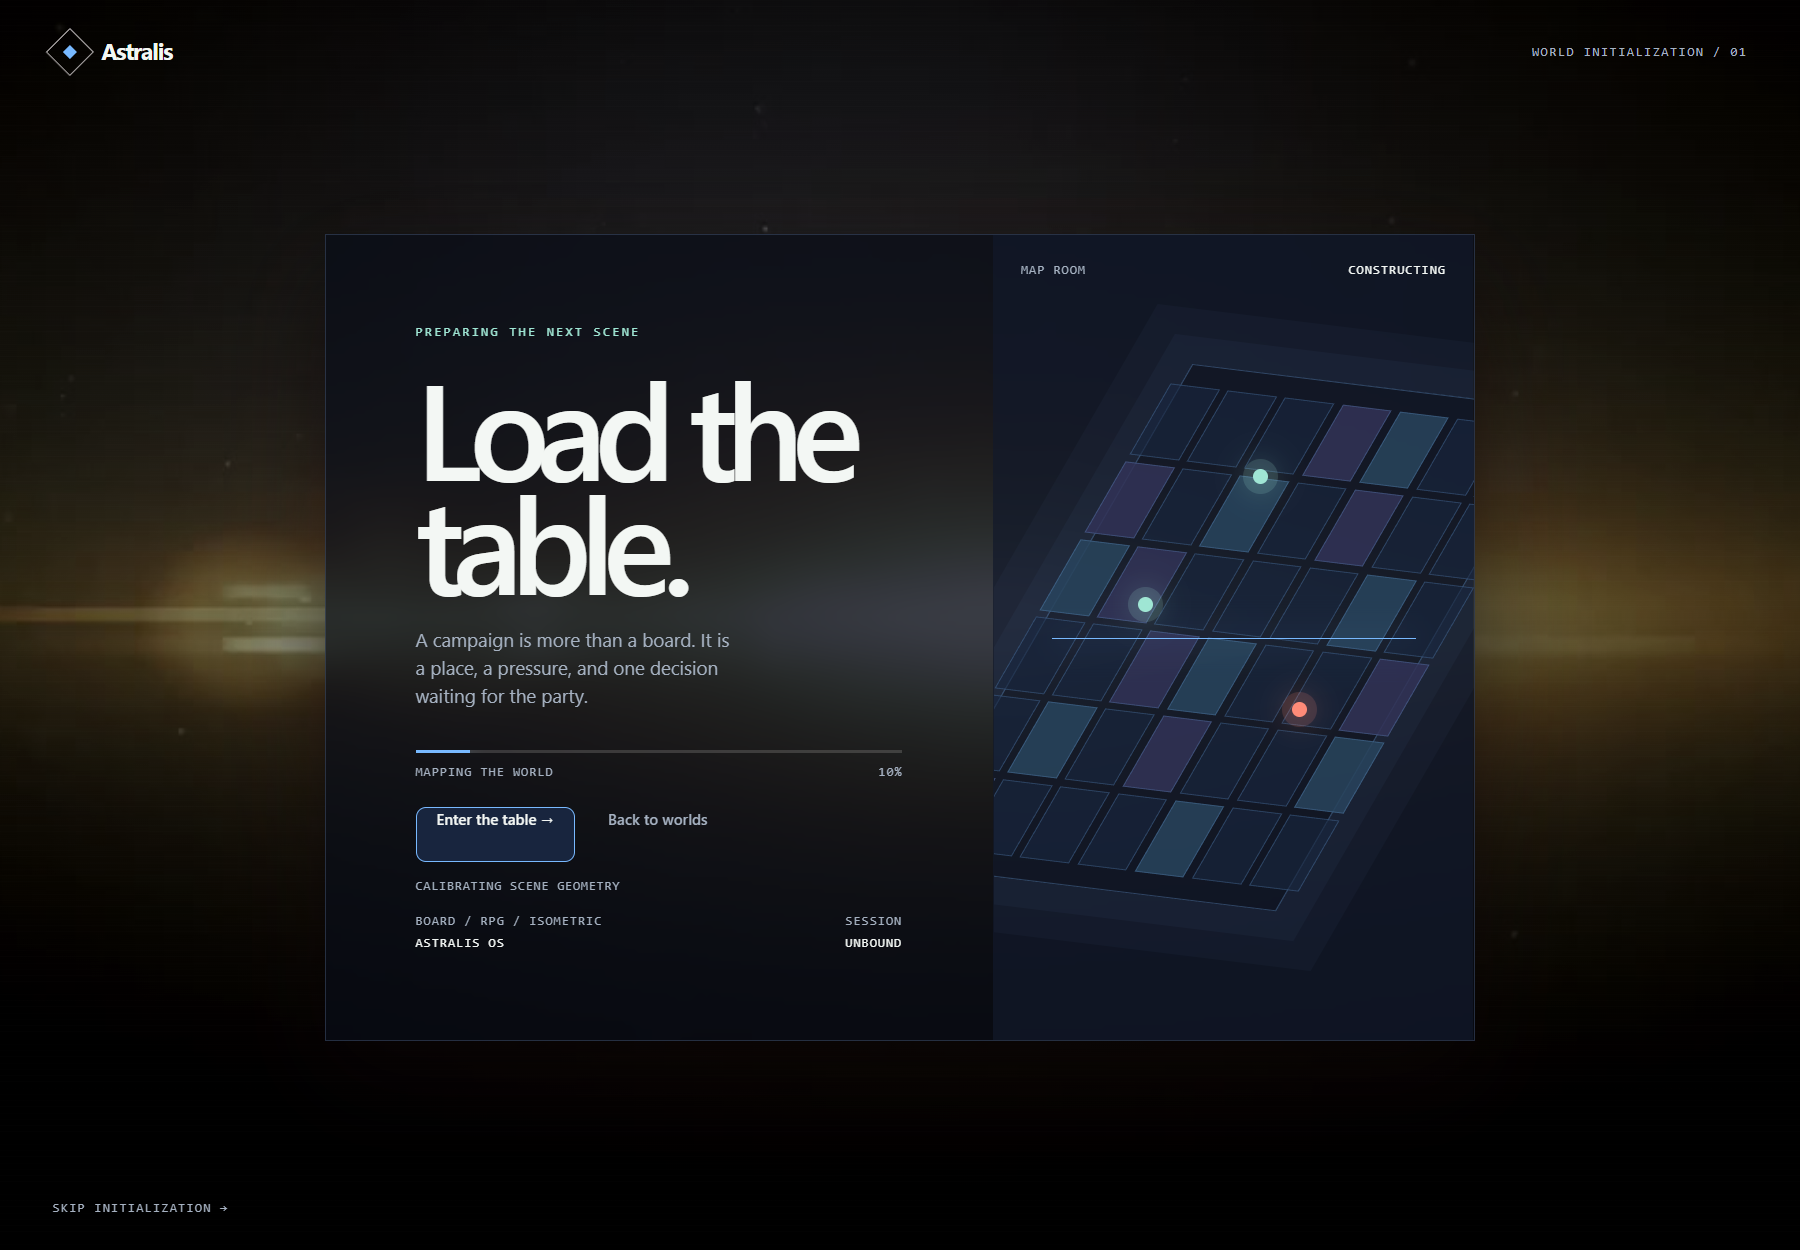 Astralis
WORLD INITIALIZATION / 01
MAP ROOM
CONSTRUCTING
PREPARING THE NEXT SCENE
Load the
table.
A campaign is more than a board. It is
a place, a pressure, and one decision
waiting for the party.
MAPPING THE WORLD
10%
Enter the table →
Back to worlds
CALIBRATING SCENE GEOMETRY
BOARD / RPG / ISOMETRIC
SESSION
ASTRALIS OS
UNBOUND
SKIP INITIALIZATION →